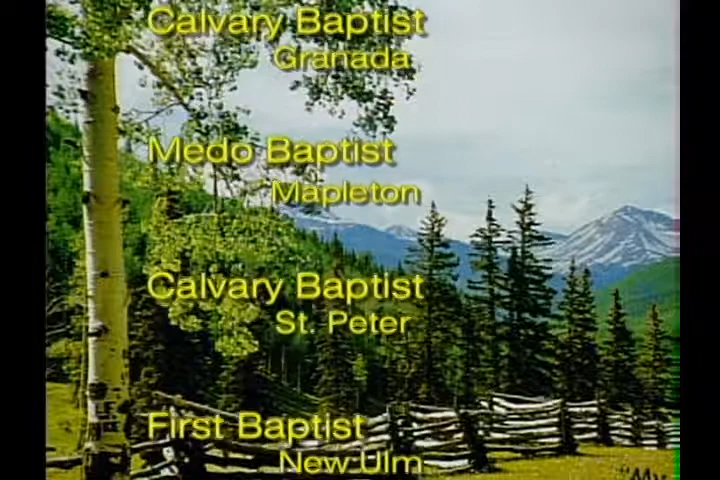 Calvary Baptist
Granada
Medo Baptist
Mapleton
Calvary Baptist
St. Peter
First Baptist
New Ulm